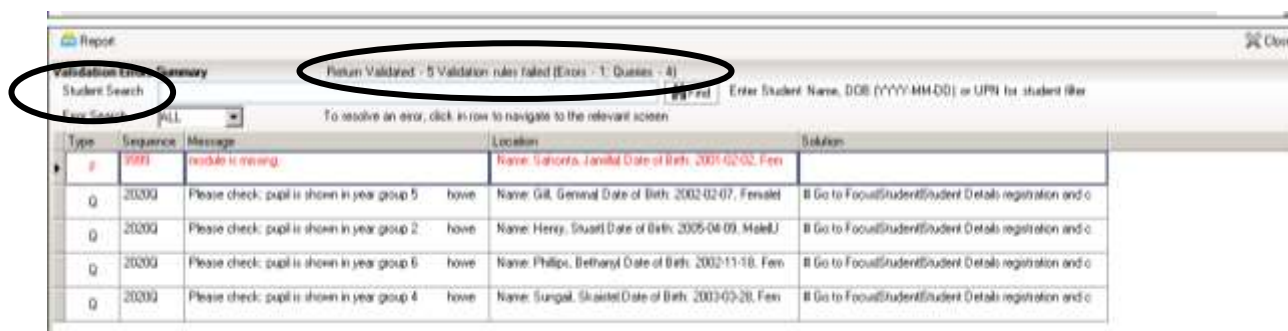 Report Close
Validation Errors Summary Return Validated - 5 Validation rules failed (Errors - 1: Queries - 4)
Student Search Find Enter Student Name, DOB (YYYY-MM-DD) or UPN for student filter
Error Search ALL To resolve an error, click in row to navigate to the relevant screen
Type Sequence Message Location Solution
F 9999 module is missing. Name: Date of Birth: 2001-02-02, Fem
Q 2020Q Please check: pupil is shown in year group 5 howe Name: Gill, Gemma| Date of Birth: 2002-02-07, Female| # Go to Focus|Student|Student Details registration and c
Q 2020Q Please check: pupil is shown in year group 2 howe Name: Henry, Stuart| Date of Birth: 2005-04-09, Male|U # Go to Focus|Student|Student Details registration and c
Q 2020Q Please check: pupil is shown in year group 6 howe Name: Phillips, Bethany| Date of Birth: 2002-11-18, Fem # Go to Focus|Student|Student Details registration and c
Q 2020Q Please check: pupil is shown in year group 4 howe Name: Date of Birth: 2003-03-28, Fem # Go to Focus|Student|Student Details registration and c